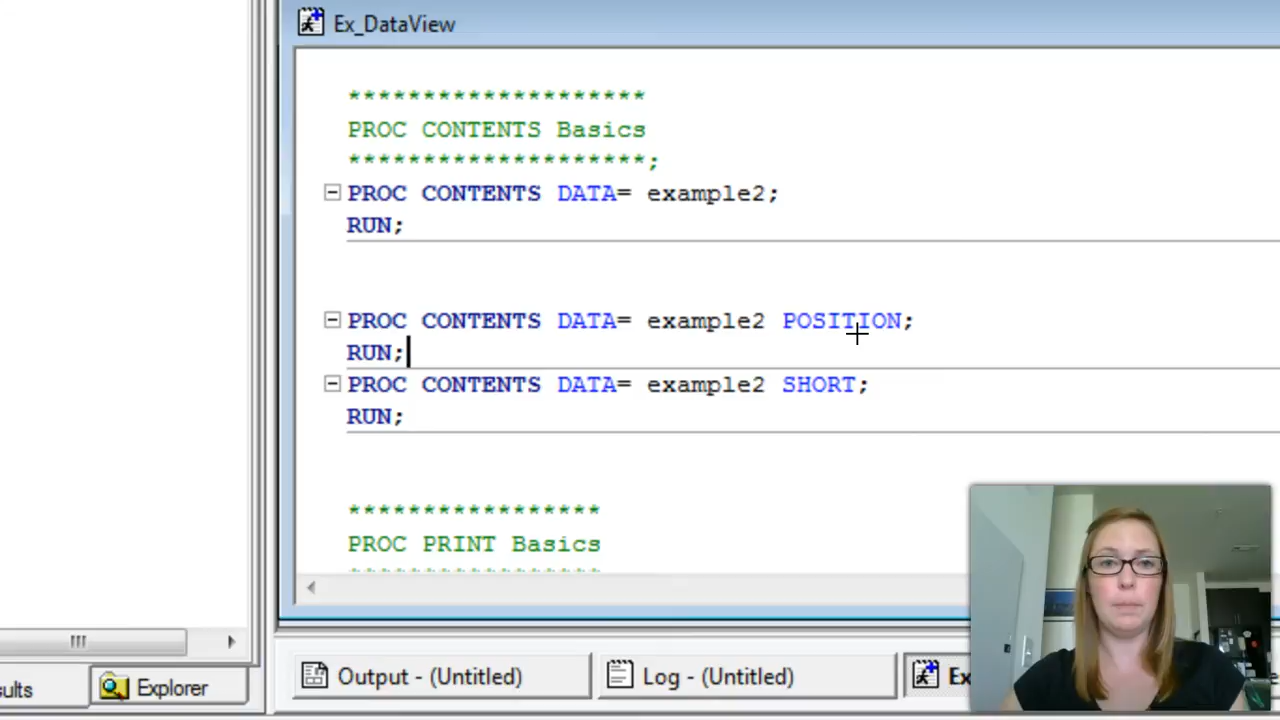 Ex_DataView
********************
PROC CONTENTS Basics
********************;
PROC CONTENTS DATA= example2;
RUN;
PROC CONTENTS DATA= example2 POSITION;
RUN;
PROC CONTENTS DATA= example2 SHORT;
RUN;
*****************
PROC PRINT Basics
*****************
sults Explorer Output - (Untitled) Log - (Untitled) Ex